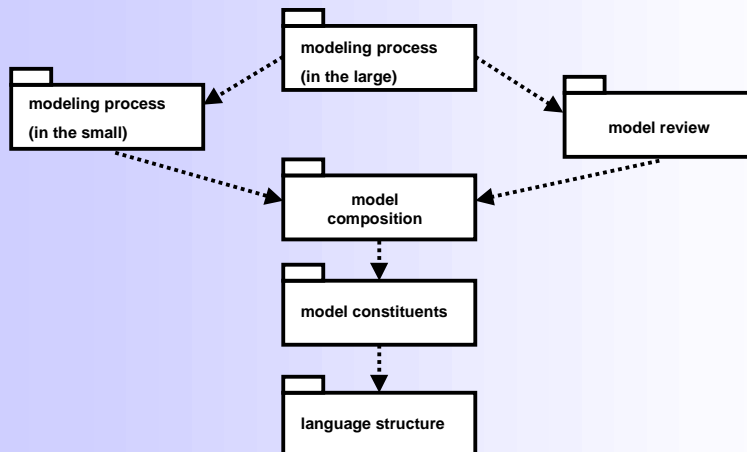 modeling process
(in the large)
modeling process
(in the small)
model review
model
composition
model constituents
language structure